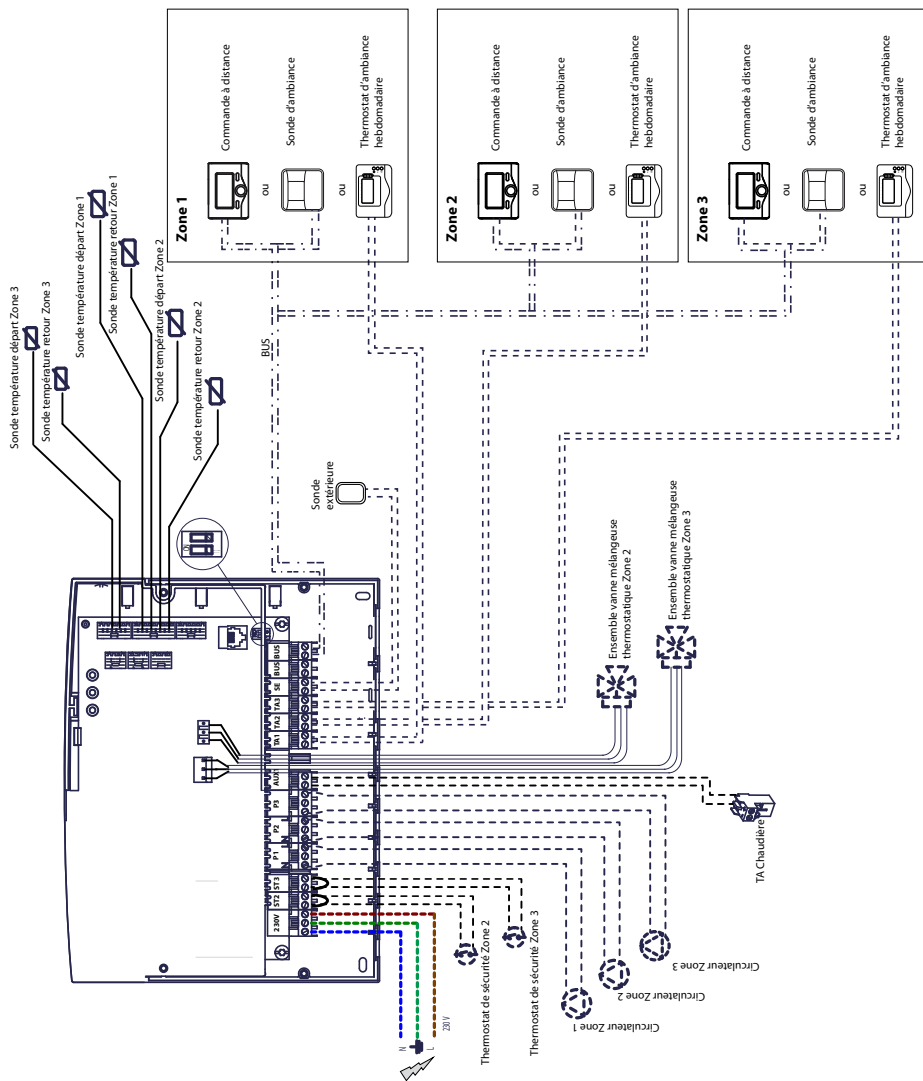 Zone 1
Commande à distance
ou
Sonde d'ambiance
ou
Thermostat d'ambiance
hebdomadaire
Zone 2
Commande à distance
ou
Sonde d'ambiance
ou
Thermostat d'ambiance
hebdomadaire
Zone 3
Commande à distance
ou
Sonde d'ambiance
ou
Thermostat d'ambiance
hebdomadaire
Sonde température départ Zone 3
Sonde température retour Zone 3
Sonde température départ Zone 1
Sonde température retour Zone 1
Sonde température départ Zone 2
Sonde température retour Zone 2
BUS
Sonde
extérieure
Ensemble vanne mélangeuse
thermostatique Zone 2
Ensemble vanne mélangeuse
thermostatique Zone 3
230V
ST2
ST3
P1
P2
P3
AUX1
TA1
TA2
TA3
SE
BUS
BUS
N
L
230 V
Thermostat de sécurité Zone 2
Thermostat de sécurité Zone 3
Circulateur Zone 1
Circulateur Zone 2
Circulateur Zone 3
TA Chaudière